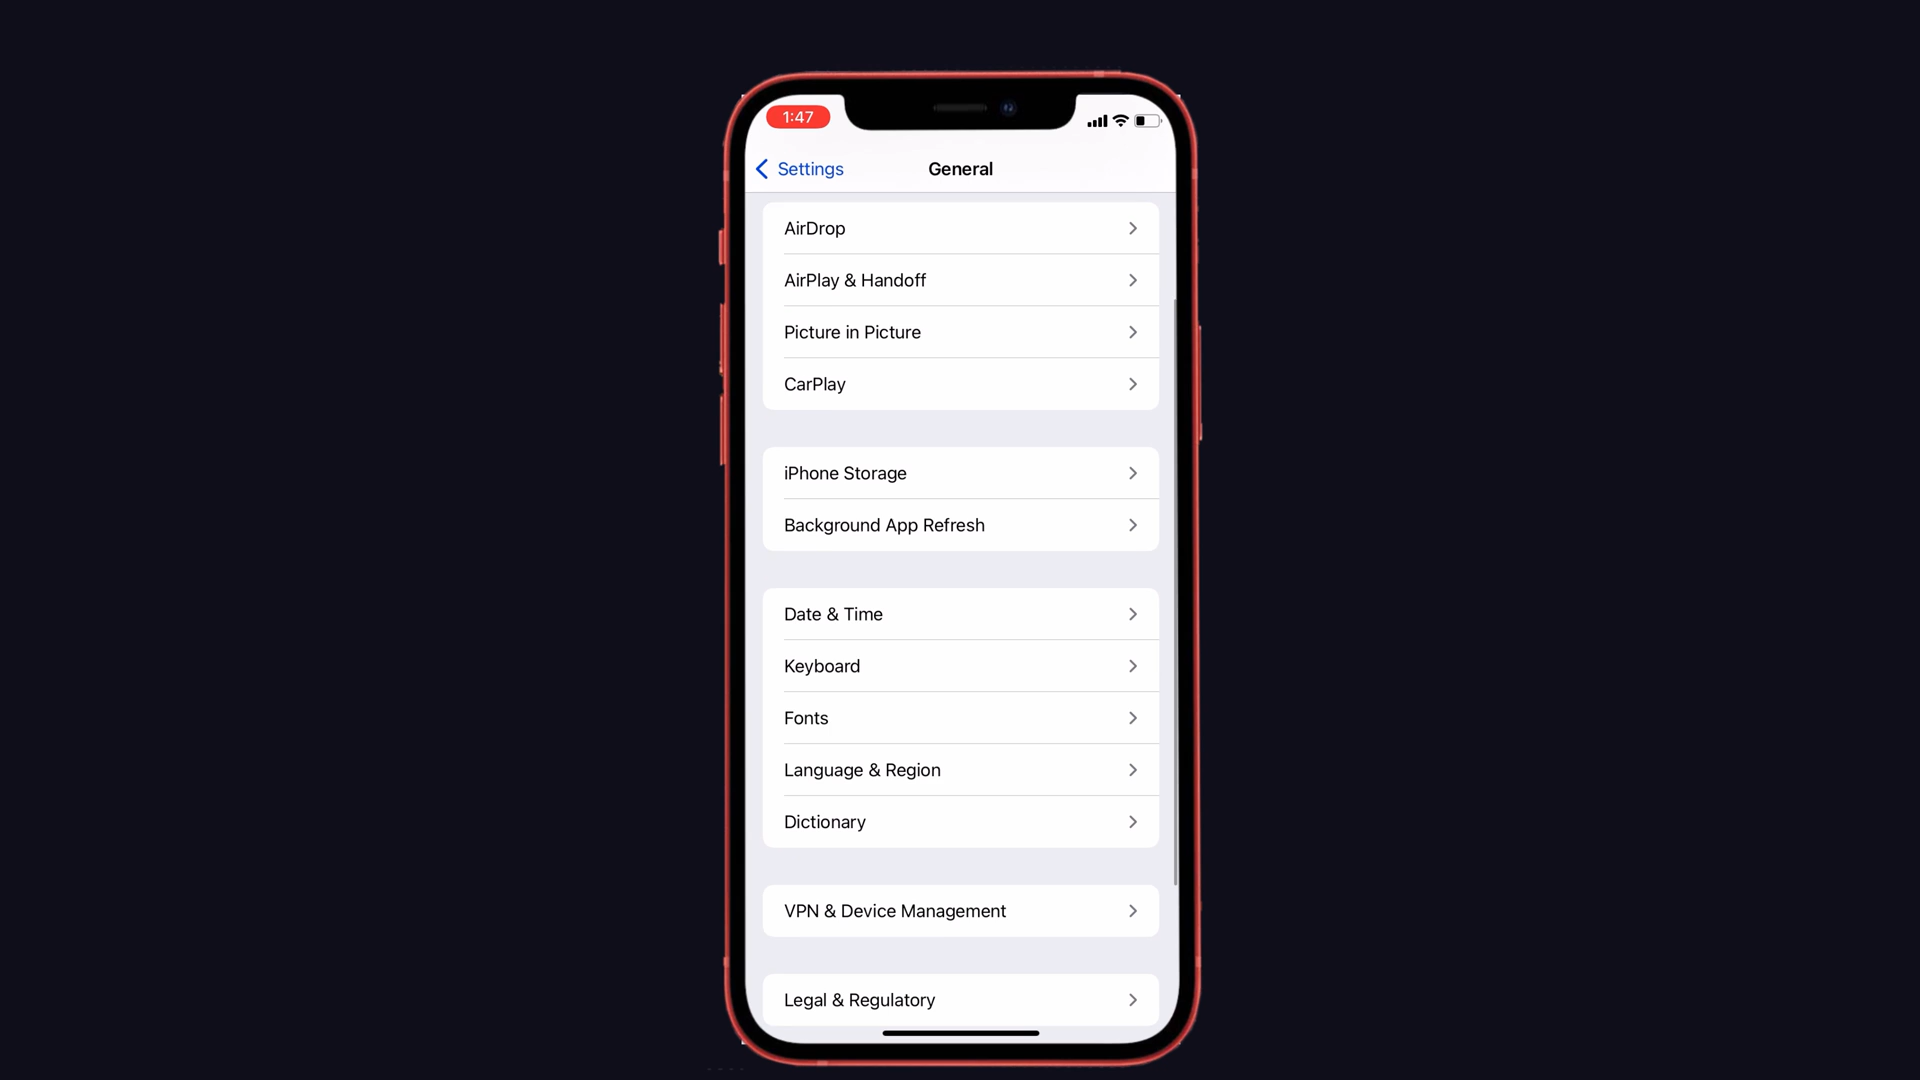 1:47
Settings
General
AirDrop
AirPlay & Handoff
Picture in Picture
CarPlay
iPhone Storage
Background App Refresh
Date & Time
Keyboard
Fonts
Language & Region
Dictionary
VPN & Device Management
Legal & Regulatory